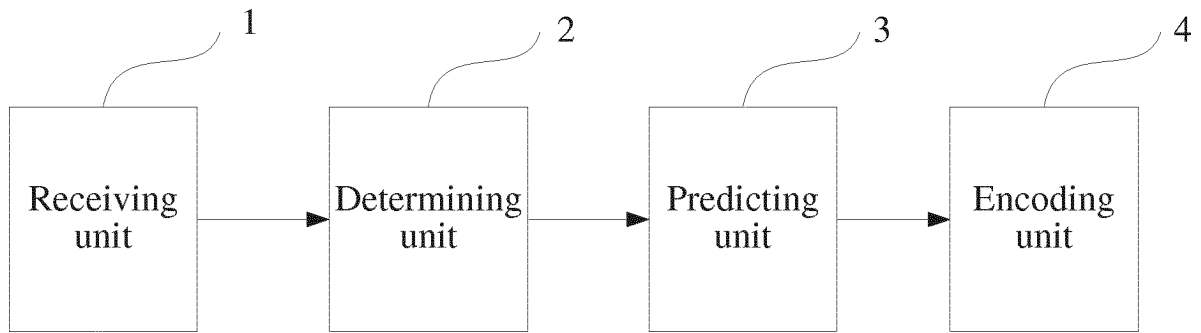 1
2
3
4
Receiving
unit
Determining
unit
Predicting
unit
Encoding
unit